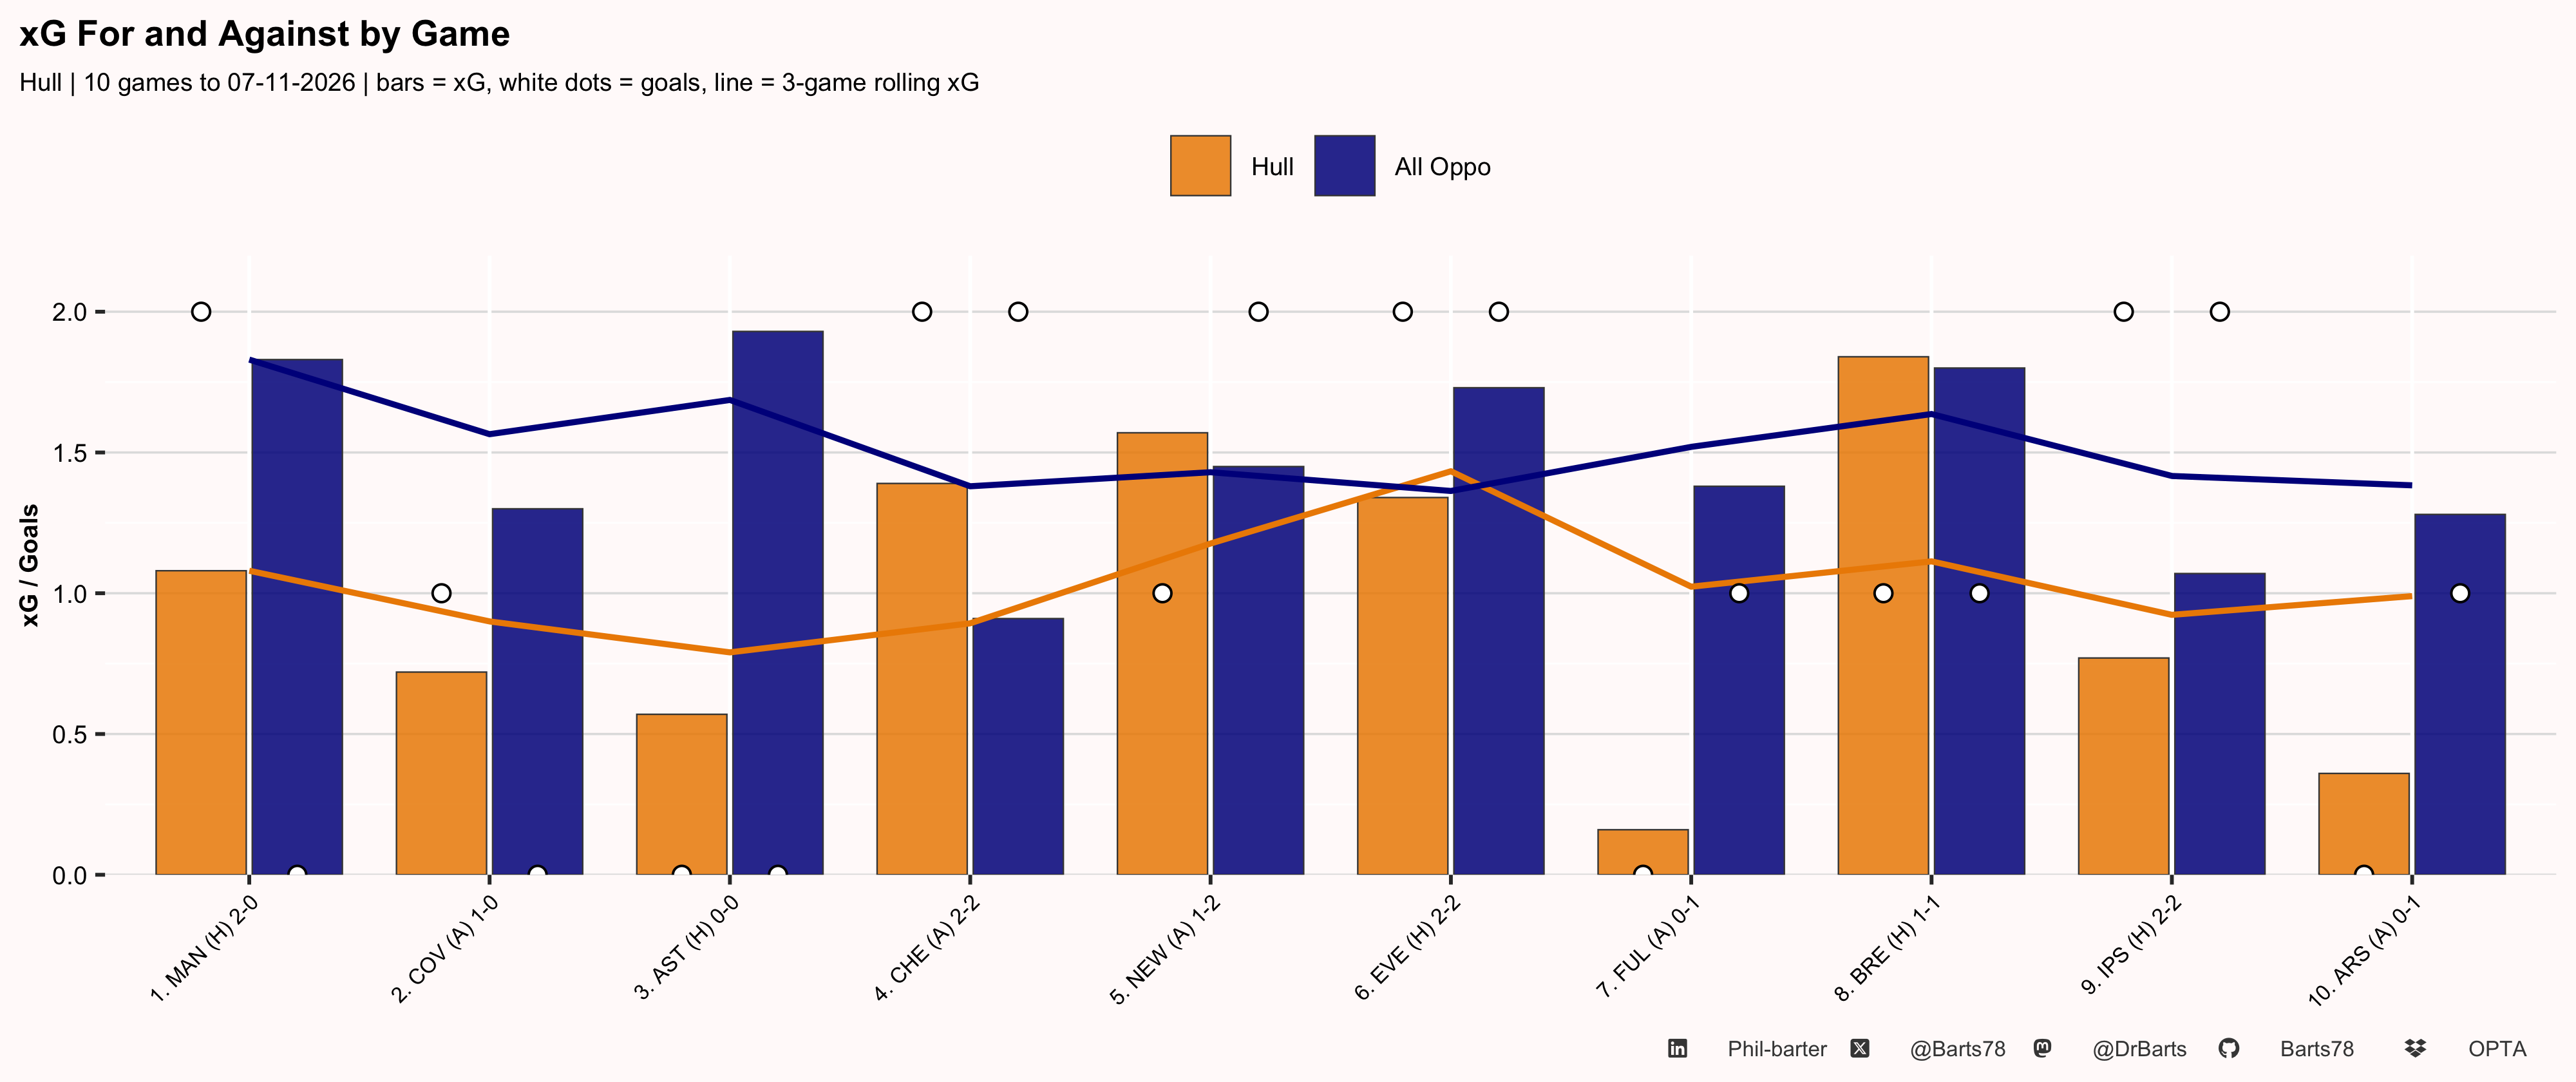 xG For and Against by Game
Hull | 10 games to 07-11-2026 | bars = xG, white dots = goals, line = 3-game rolling xG
Hull
All Oppo
xG / Goals
2.0
1.5
1.0
0.5
0.0
1. MAN (H) 2-0
2. COV (A) 1-0
3. AST (H) 0-0
4. CHE (A) 2-2
5. NEW (A) 1-2
6. EVE (H) 2-2
7. FUL (A) 0-1
8. BRE (H) 1-1
9. IPS (H) 2-2
10. ARS (A) 0-1
Phil-barter @Barts78 @DrBarts Barts78 OPTA